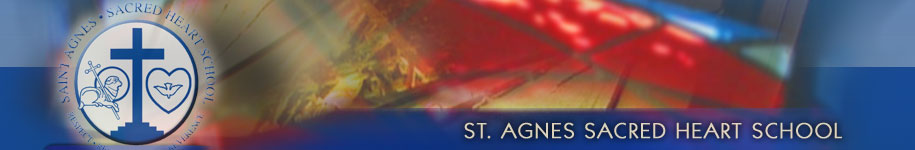 SAINT AGNES • SACRED HEART SCHOOL
ST. AGNES SACRED HEART SCHOOL